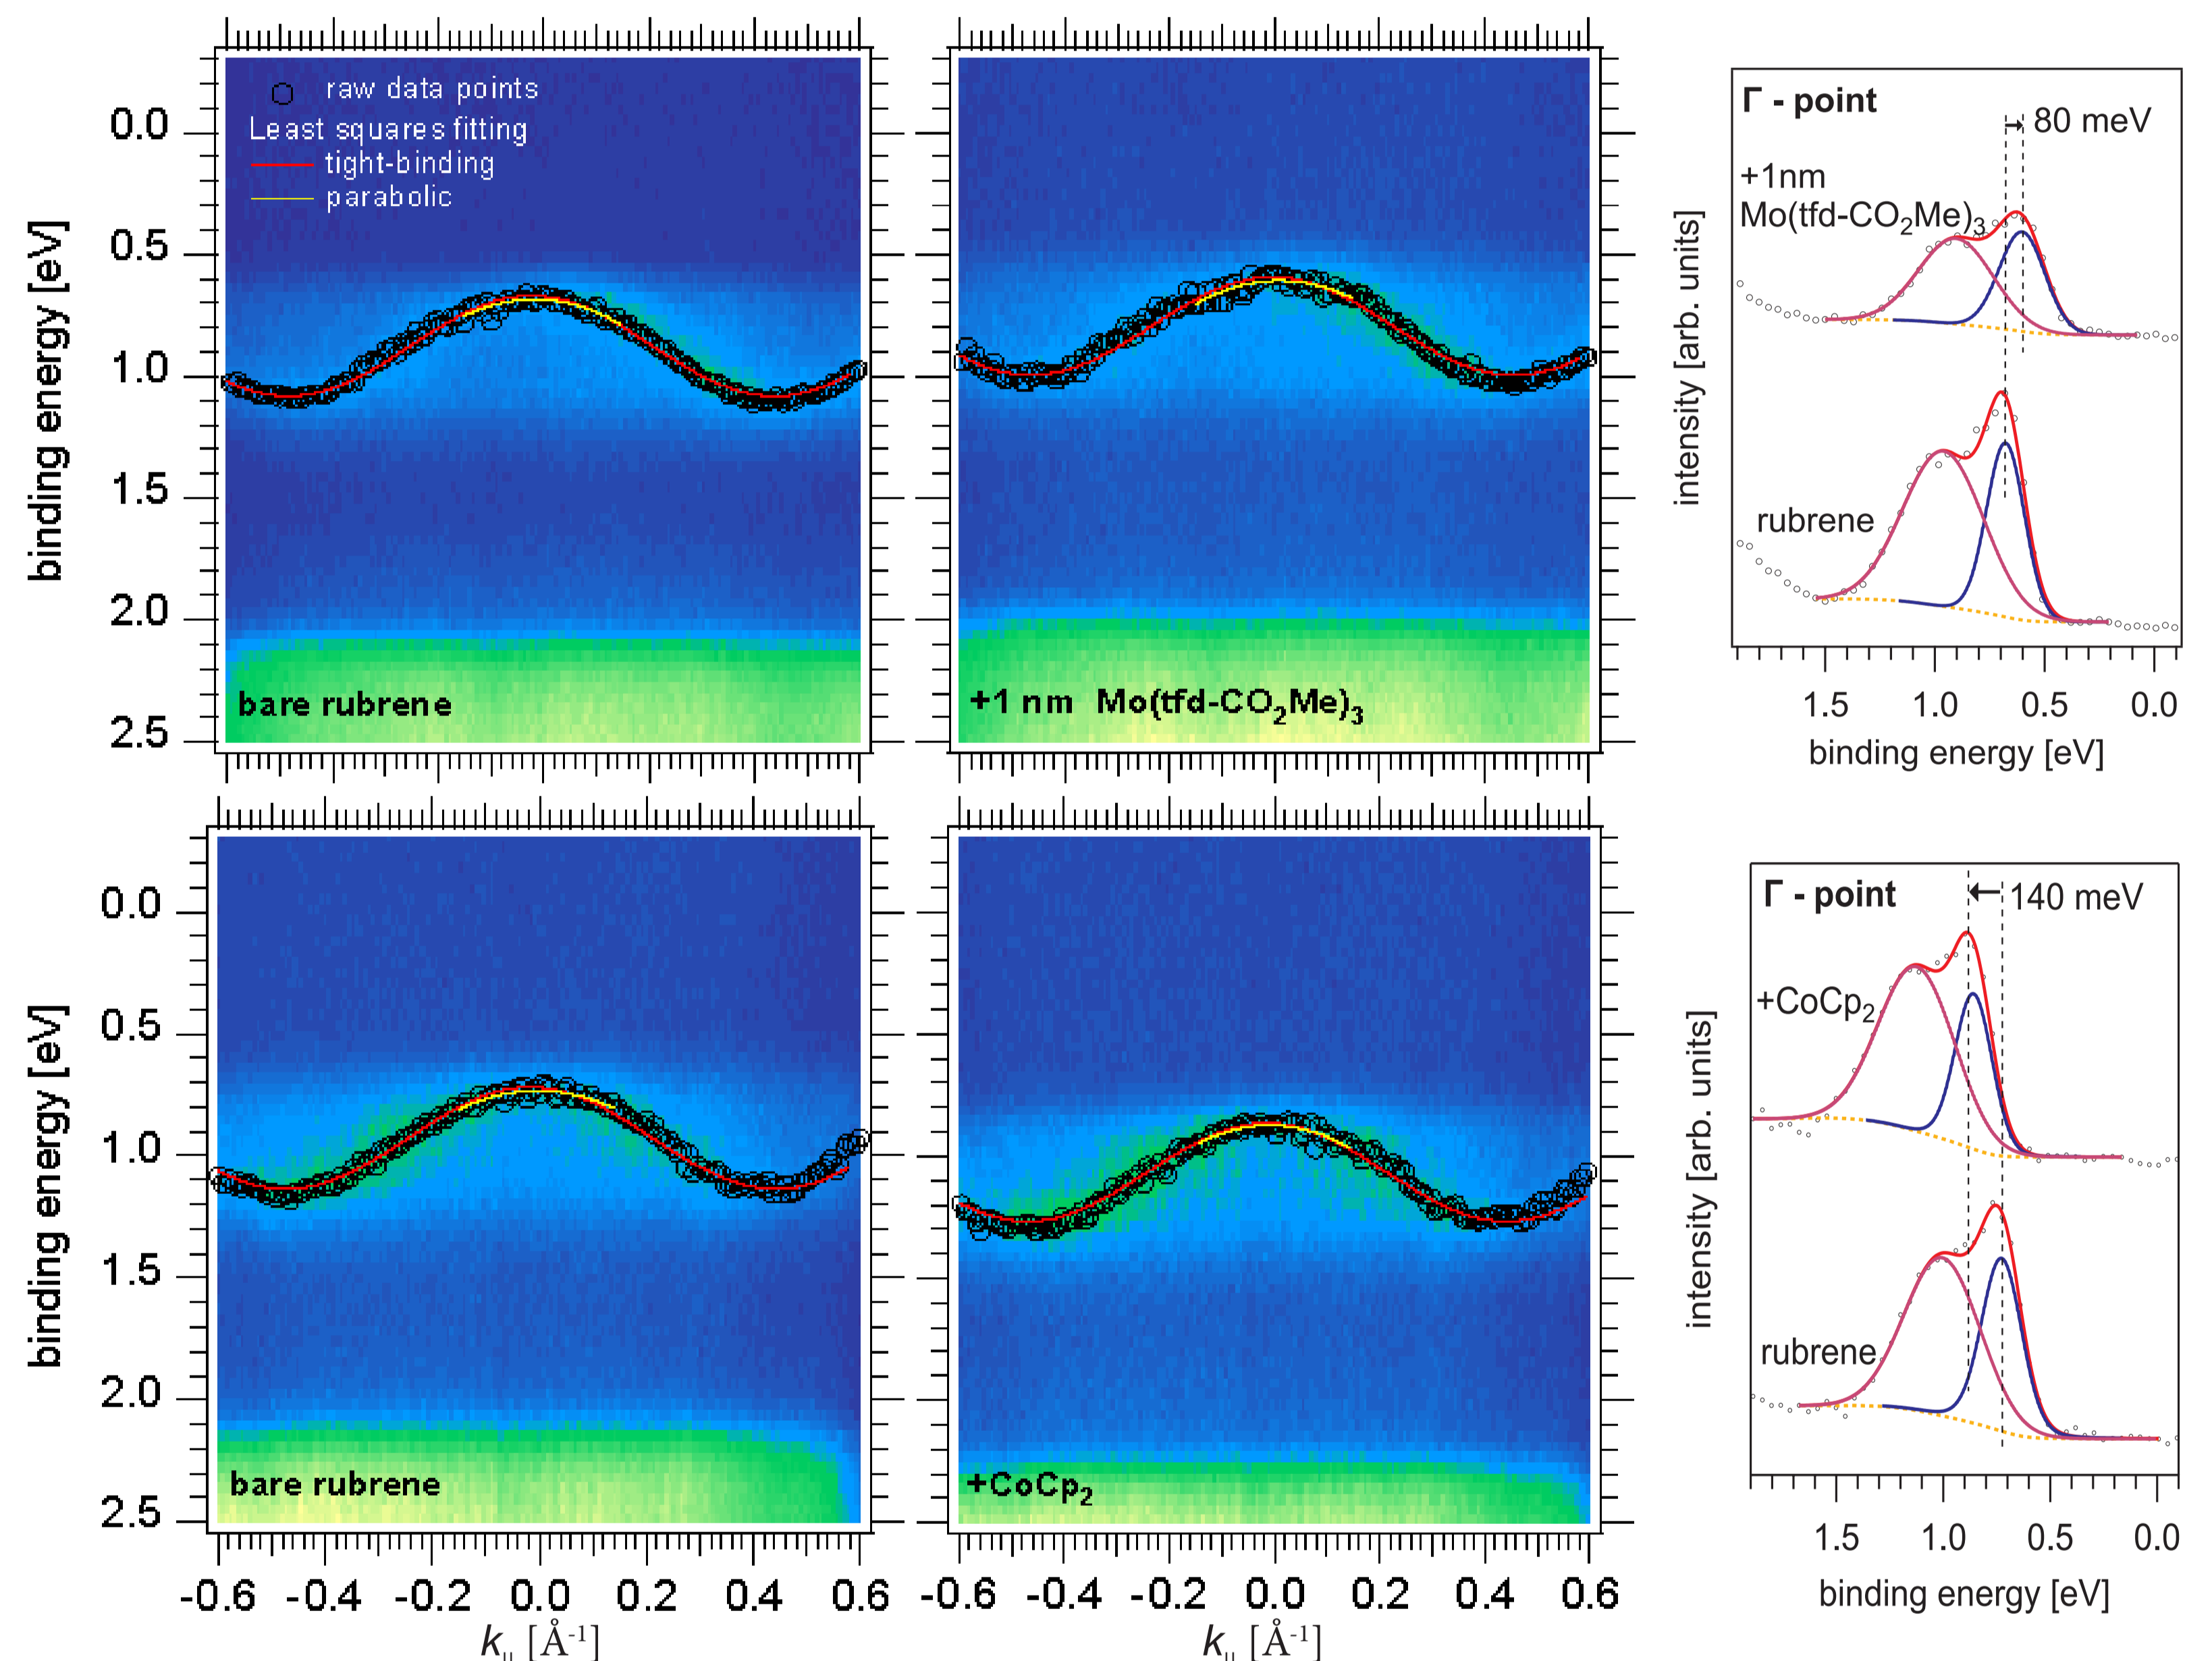 raw data points
Least squares fitting
tight-binding
parabolic
binding energy [eV]
0.0
0.5
1.0
1.5
2.0
2.5
bare rubrene
+1 nm Mo(tfd-CO₂Me)₃
Γ - point
80 meV
+1nm
Mo(tfd-CO₂Me)₃
rubrene
intensity [arb. units]
1.5 1.0 0.5 0.0
binding energy [eV]
binding energy [eV]
0.0
0.5
1.0
1.5
2.0
2.5
bare rubrene
-0.6 -0.4 -0.2 0.0 0.2 0.4 0.6
k॥ [Å⁻¹]
+CoCp₂
-0.6 -0.4 -0.2 0.0 0.2 0.4 0.6
k॥ [Å⁻¹]
Γ - point
140 meV
+CoCp₂
rubrene
intensity [arb. units]
1.5 1.0 0.5 0.0
binding energy [eV]